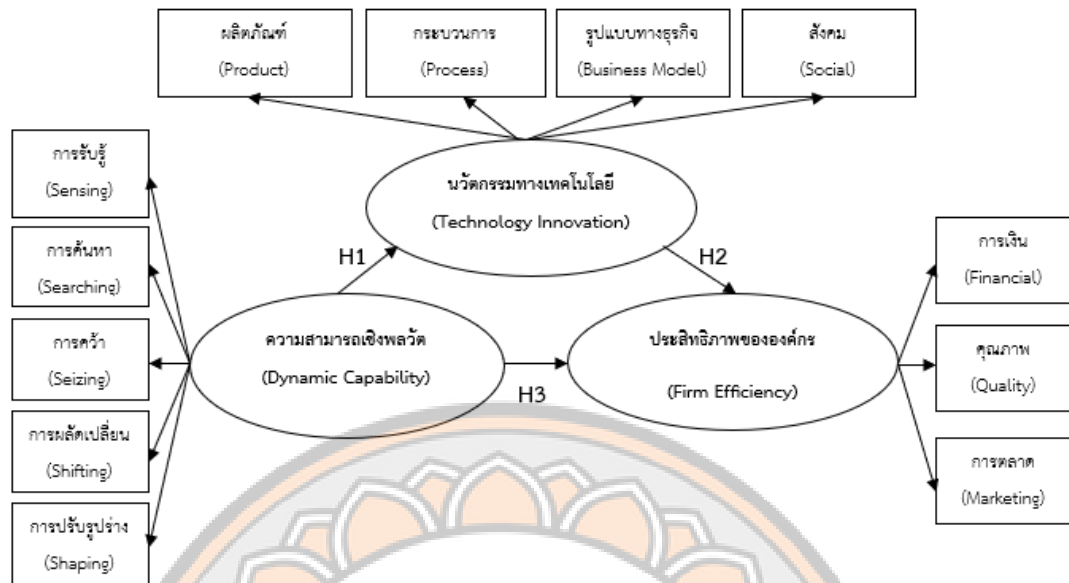 ผลิตภัณฑ์
(Product)
กระบวนการ
(Process)
รูปแบบทางธุรกิจ
(Business Model)
สังคม
(Social)
การรับรู้
(Sensing)
การค้นหา
(Searching)
การคว้า
(Seizing)
การผลัดเปลี่ยน
(Shifting)
การปรับรูปร่าง
(Shaping)
นวัตกรรมทางเทคโนโลยี
(Technology Innovation)
H1
H2
ความสามารถเชิงพลวัต
(Dynamic Capability)
H3
ประสิทธิภาพขององค์กร
(Firm Efficiency)
การเงิน
(Financial)
คุณภาพ
(Quality)
การตลาด
(Marketing)